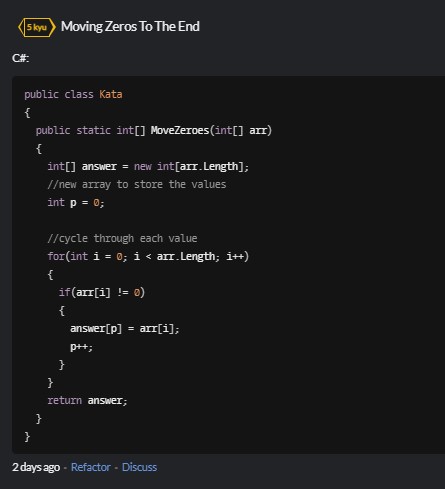 5 kyu Moving Zeros To The End
C#:
public class Kata
{
  public static int[] MoveZeroes(int[] arr)
  {
    int[] answer = new int[arr.Length];
    //new array to store the values
    int p = 0;

    //cycle through each value
    for(int i = 0; i < arr.Length; i++)
    {
      if(arr[i] != 0)
      {
        answer[p] = arr[i];
        p++;
      }
    }
    return answer;
  }
}
2 days ago - Refactor - Discuss